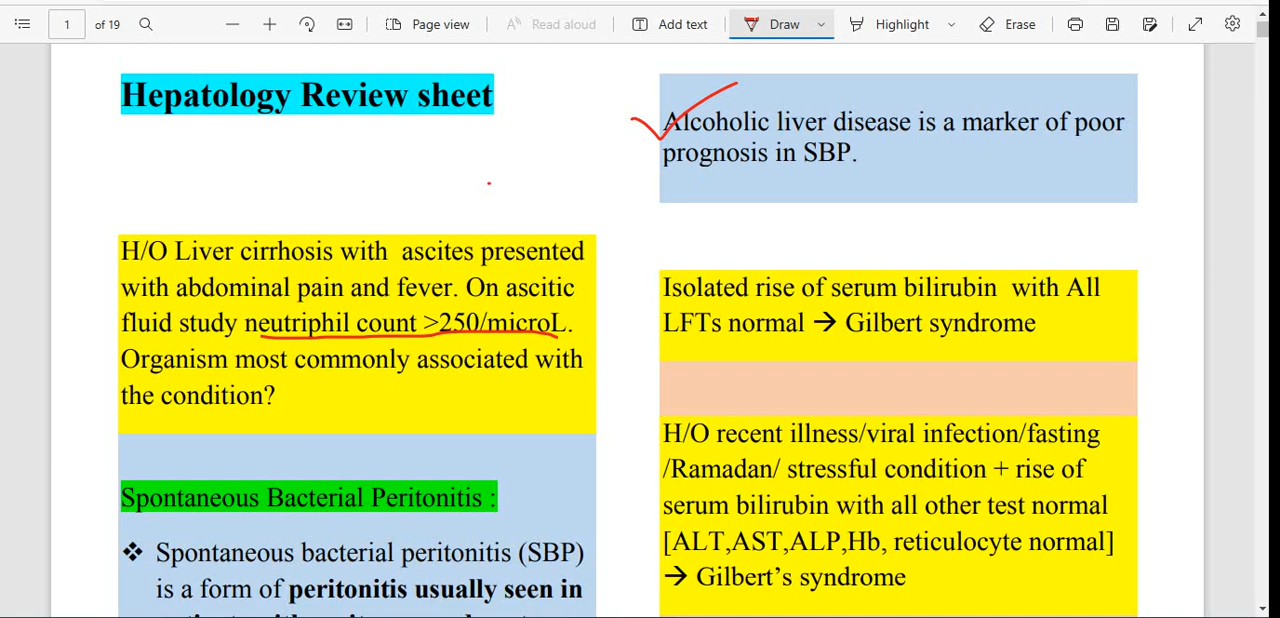 1 of 19 Page view Read aloud Add text Draw Highlight Erase
Hepatology Review sheet
H/O Liver cirrhosis with ascites presented
with abdominal pain and fever. On ascitic
fluid study neutriphil count >250/microL.
Organism most commonly associated with
the condition?
Spontaneous Bacterial Peritonitis :
❖ Spontaneous bacterial peritonitis (SBP)
is a form of peritonitis usually seen in
Alcoholic liver disease is a marker of poor
prognosis in SBP.
Isolated rise of serum bilirubin with All
LFTs normal → Gilbert syndrome
H/O recent illness/viral infection/fasting
/Ramadan/ stressful condition + rise of
serum bilirubin with all other test normal
[ALT,AST,ALP,Hb, reticulocyte normal]
→ Gilbert's syndrome